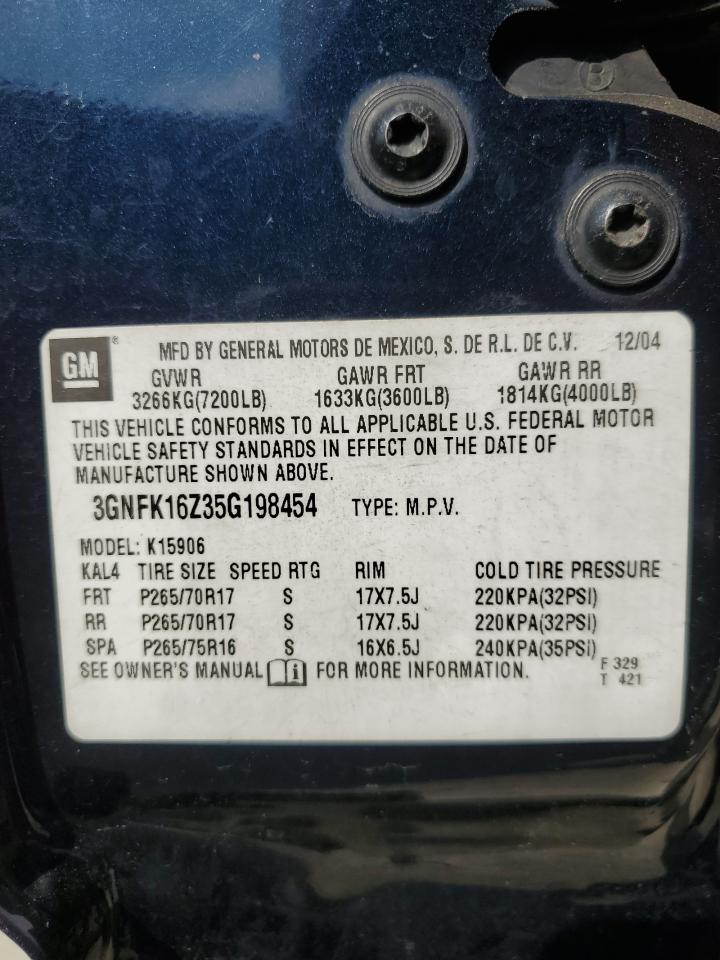 B
GM® MFD BY GENERAL MOTORS DE MEXICO, S. DE R.L. DE C.V. 12/04
GVWR GAWR FRT GAWR RR
3266KG(7200LB) 1633KG(3600LB) 1814KG(4000LB)
THIS VEHICLE CONFORMS TO ALL APPLICABLE U.S. FEDERAL MOTOR
VEHICLE SAFETY STANDARDS IN EFFECT ON THE DATE OF
MANUFACTURE SHOWN ABOVE.
3GNFK16Z35G198454 TYPE: M.P.V.
MODEL: K15906
KAL4 TIRE SIZE SPEED RTG RIM COLD TIRE PRESSURE
FRT P265/70R17 S 17X7.5J 220KPA(32PSI)
RR P265/70R17 S 17X7.5J 220KPA(32PSI)
SPA P265/75R16 S 16X6.5J 240KPA(35PSI)
SEE OWNER'S MANUAL i FOR MORE INFORMATION.
F 329
T 421